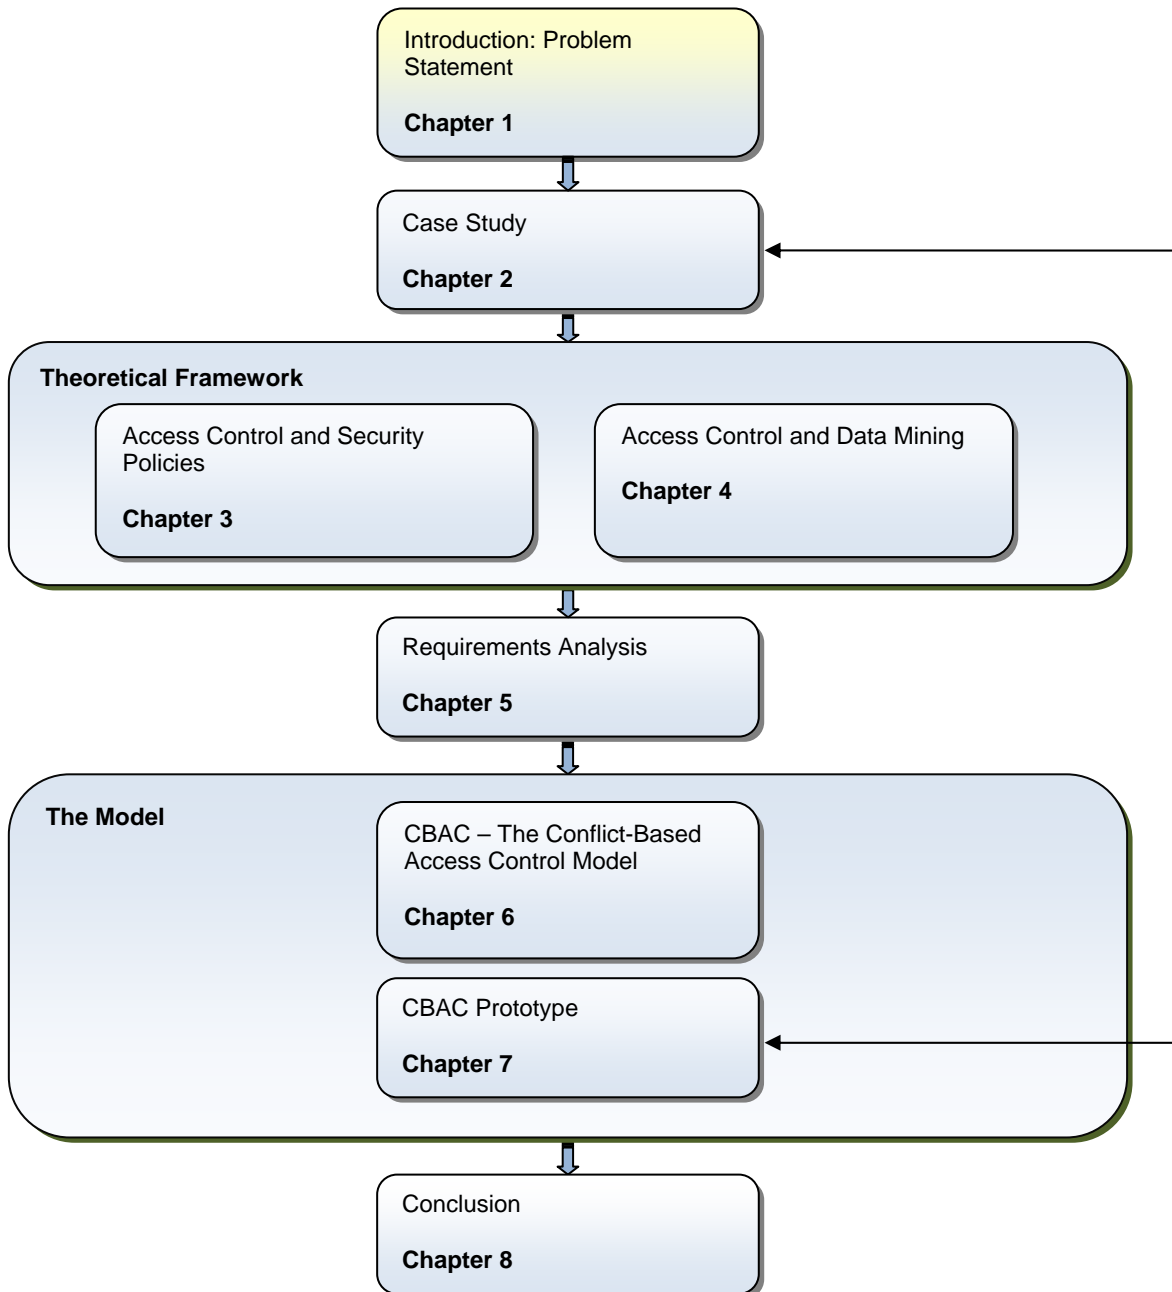 Introduction: Problem
Statement
Chapter 1
Case Study
Chapter 2
Theoretical Framework
Access Control and Security
Policies
Chapter 3
Access Control and Data Mining
Chapter 4
Requirements Analysis
Chapter 5
The Model
CBAC – The Conflict-Based
Access Control Model
Chapter 6
CBAC Prototype
Chapter 7
Conclusion
Chapter 8